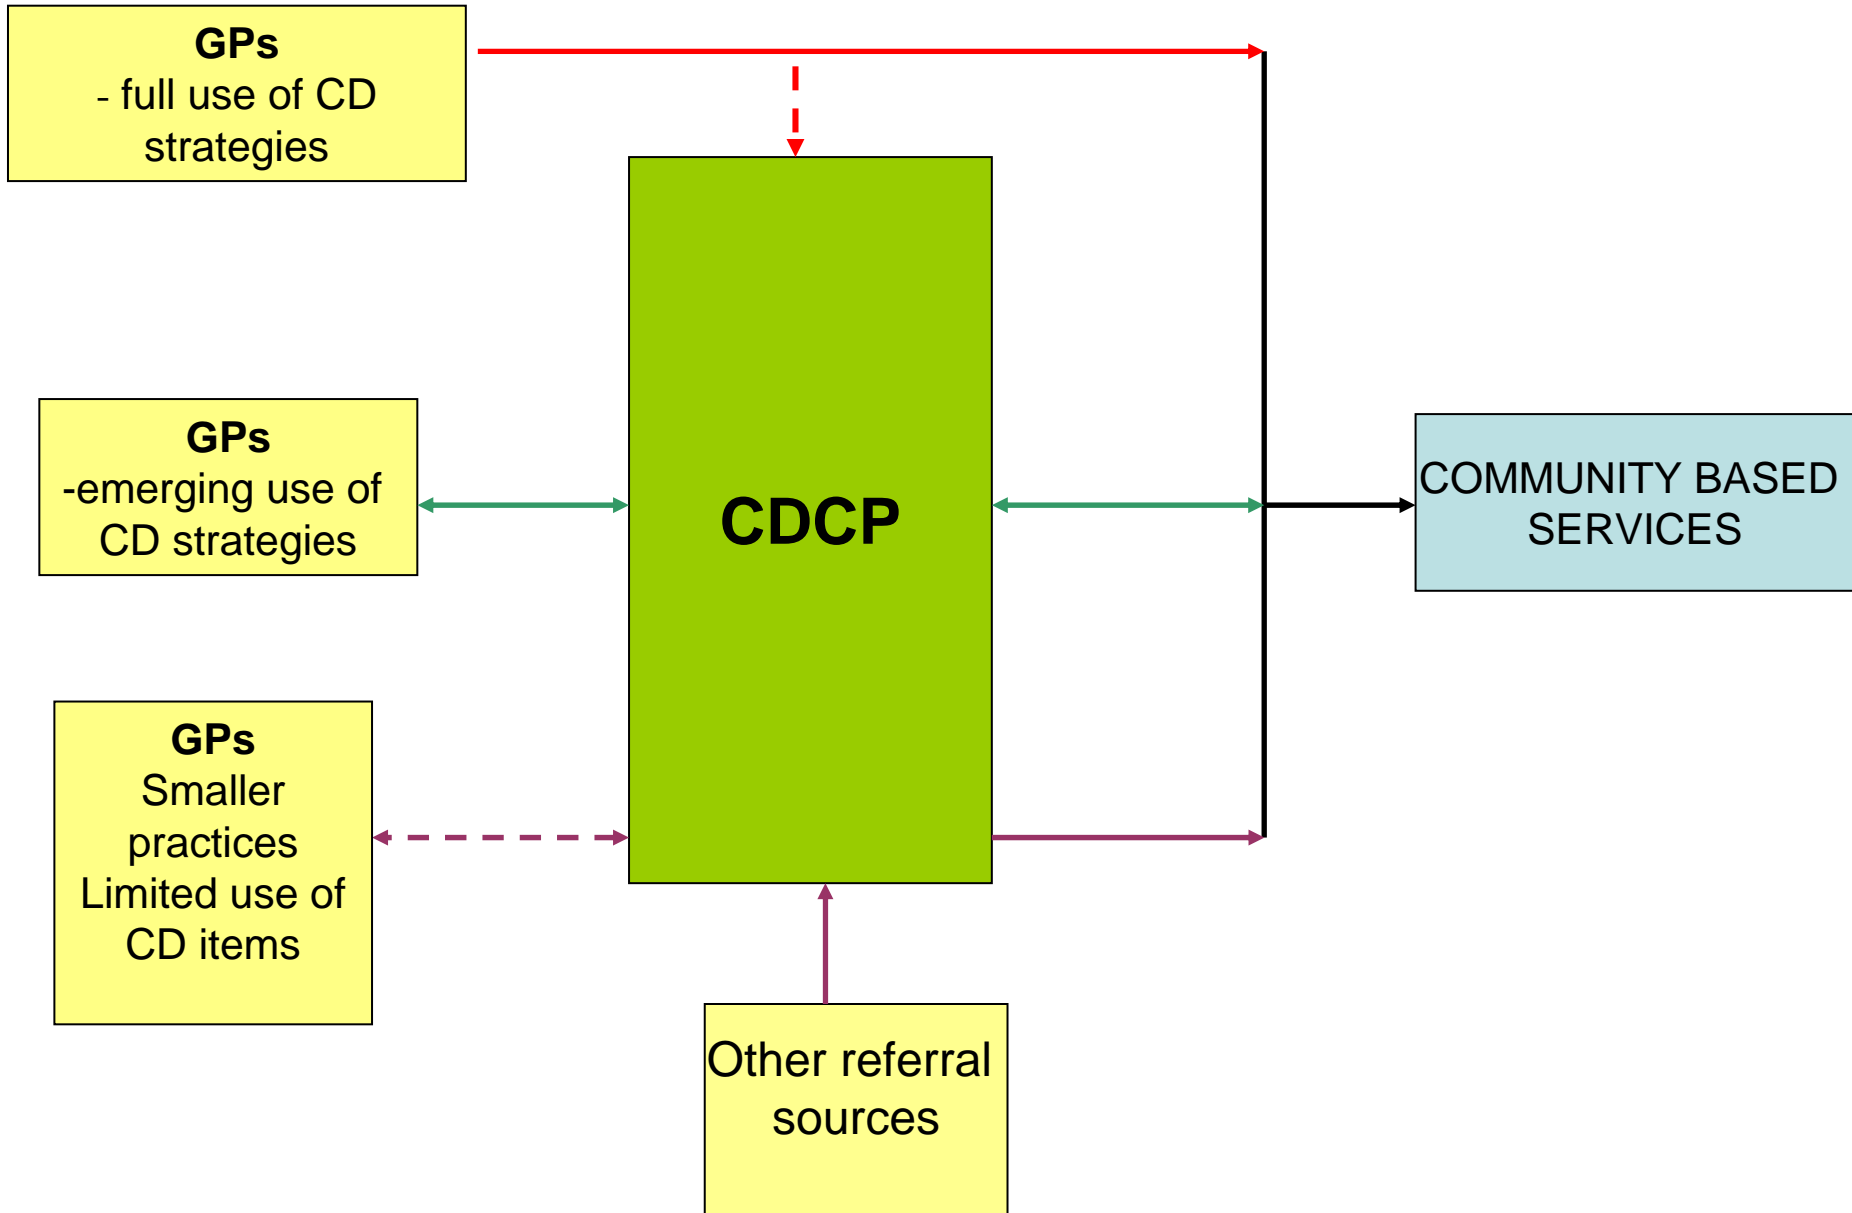 GPs
- full use of CD
strategies
GPs
-emerging use of
CD strategies
GPs
Smaller
practices
Limited use of
CD items
CDCP
Other referral
sources
COMMUNITY BASED
SERVICES